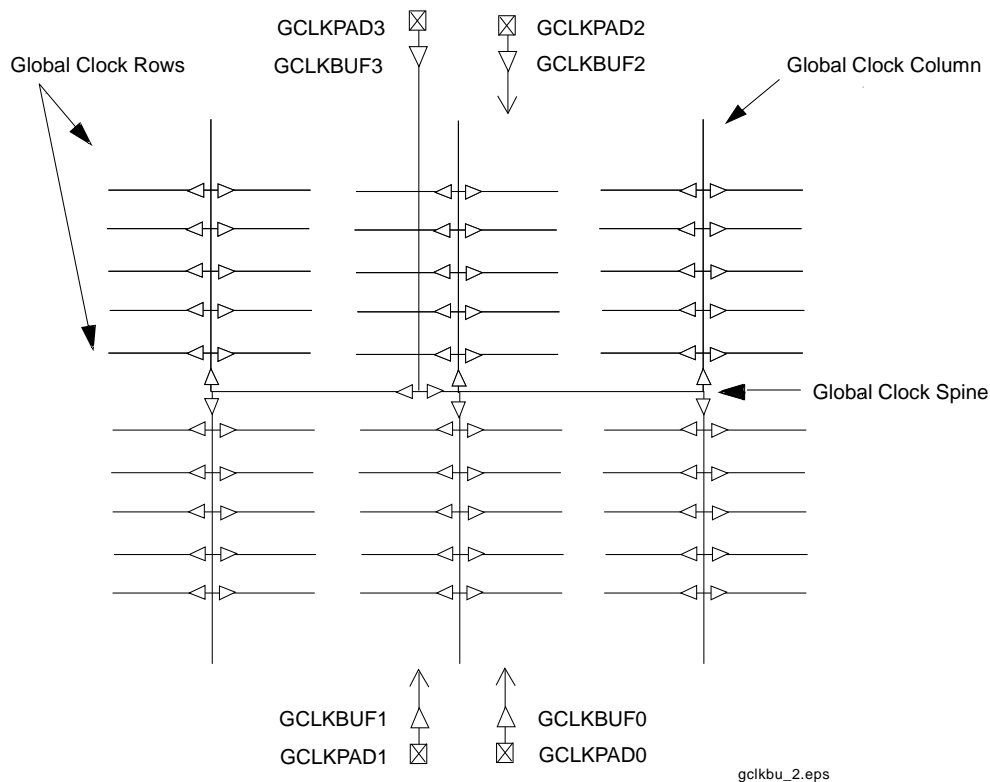 GCLKPAD3
GCLKPAD2
GCLKBUF3
GCLKBUF2
Global Clock Rows
Global Clock Column
Global Clock Spine
GCLKBUF1
GCLKBUF0
GCLKPAD1
GCLKPAD0
gclkbu_2.eps